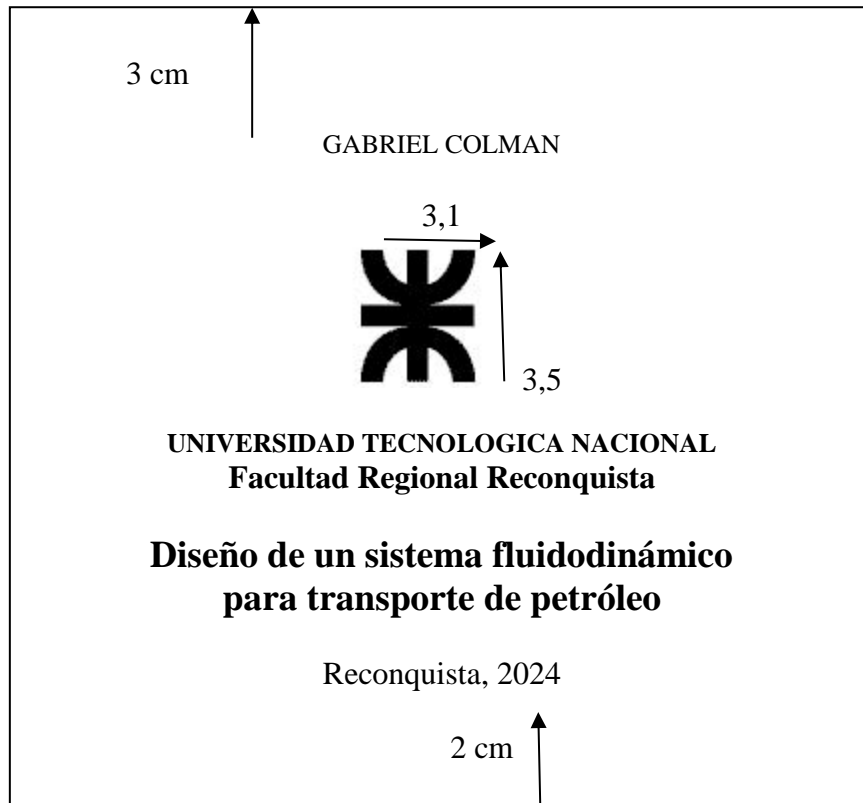 3 cm
GABRIEL COLMAN
3,1
3,5
UNIVERSIDAD TECNOLOGICA NACIONAL
Facultad Regional Reconquista
Diseño de un sistema fluidodinámico
para transporte de petróleo
Reconquista, 2024
2 cm